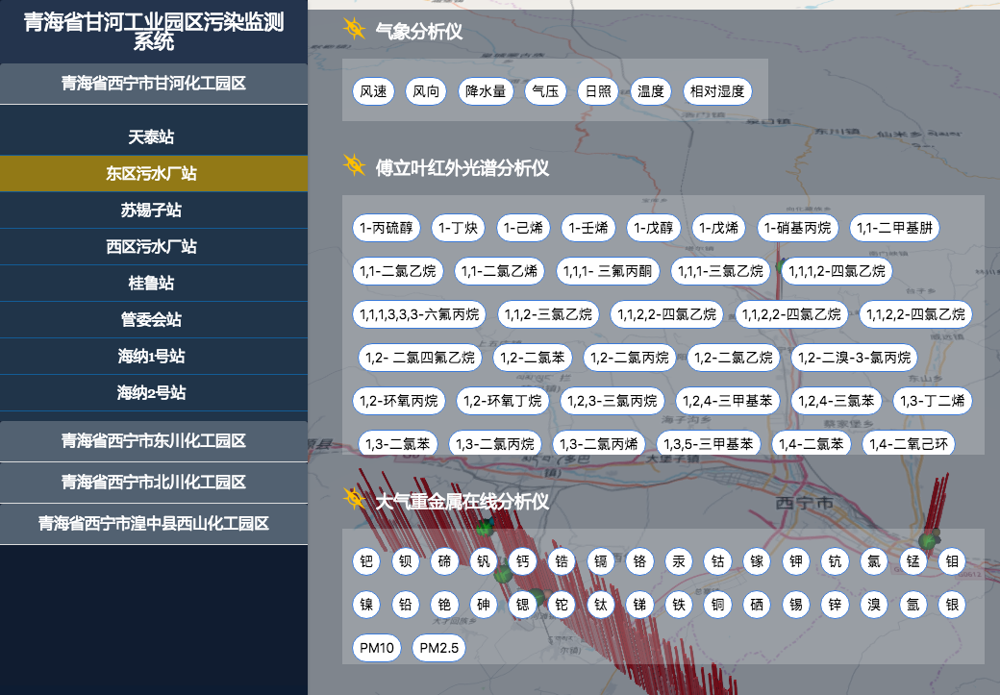 青海省甘河工业园区污染监测
系统
青海省西宁市甘河化工园区
天泰站
东区污水厂站
苏锡子站
西区污水厂站
桂鲁站
管委会站
海纳1号站
海纳2号站
青海省西宁市东川化工园区
青海省西宁市北川化工园区
青海省西宁市湟中县西山化工园区
气象分析仪
风速 风向 降水量 气压 日照 温度 相对湿度
傅立叶红外光谱分析仪
1-丙硫醇 1-丁炔 1-己烯 1-壬烯 1-戊醇 1-戊烯 1-硝基丙烷 1,1-二甲基肼
1,1-二氯乙烷 1,1-二氯乙烯 1,1,1- 三氟丙酮 1,1,1-三氯乙烷 1,1,1,2-四氯乙烷
1,1,1,3,3,3-六氟丙烷 1,1,2-三氯乙烷 1,1,2,2-四氯乙烷 1,1,2,2-四氯乙烷 1,1,2,2-四氯乙烷
1,2- 二氯四氟乙烷 1,2-二氯苯 1,2-二氯丙烷 1,2-二氯乙烷 1,2-二溴-3-氯丙烷
1,2-环氧丙烷 1,2-环氧丁烷 1,2,3-三氯丙烷 1,2,4-三甲基苯 1,2,4-三氯苯 1,3-丁二烯
1,3-二氯苯 1,3-二氯丙烷 1,3-二氯丙烯 1,3,5-三甲基苯 1,4-二氯苯 1,4-二氧己环
大气重金属在线分析仪
西宁市
钯 钡 碲 钒 钙 锆 镉 铬 汞 钴 镓 钾 钪 氯 锰 钼
镍 铅 铯 砷 锶 铊 钛 锑 铁 铜 硒 锡 锌 溴 氩 银
PM10 PM2.5